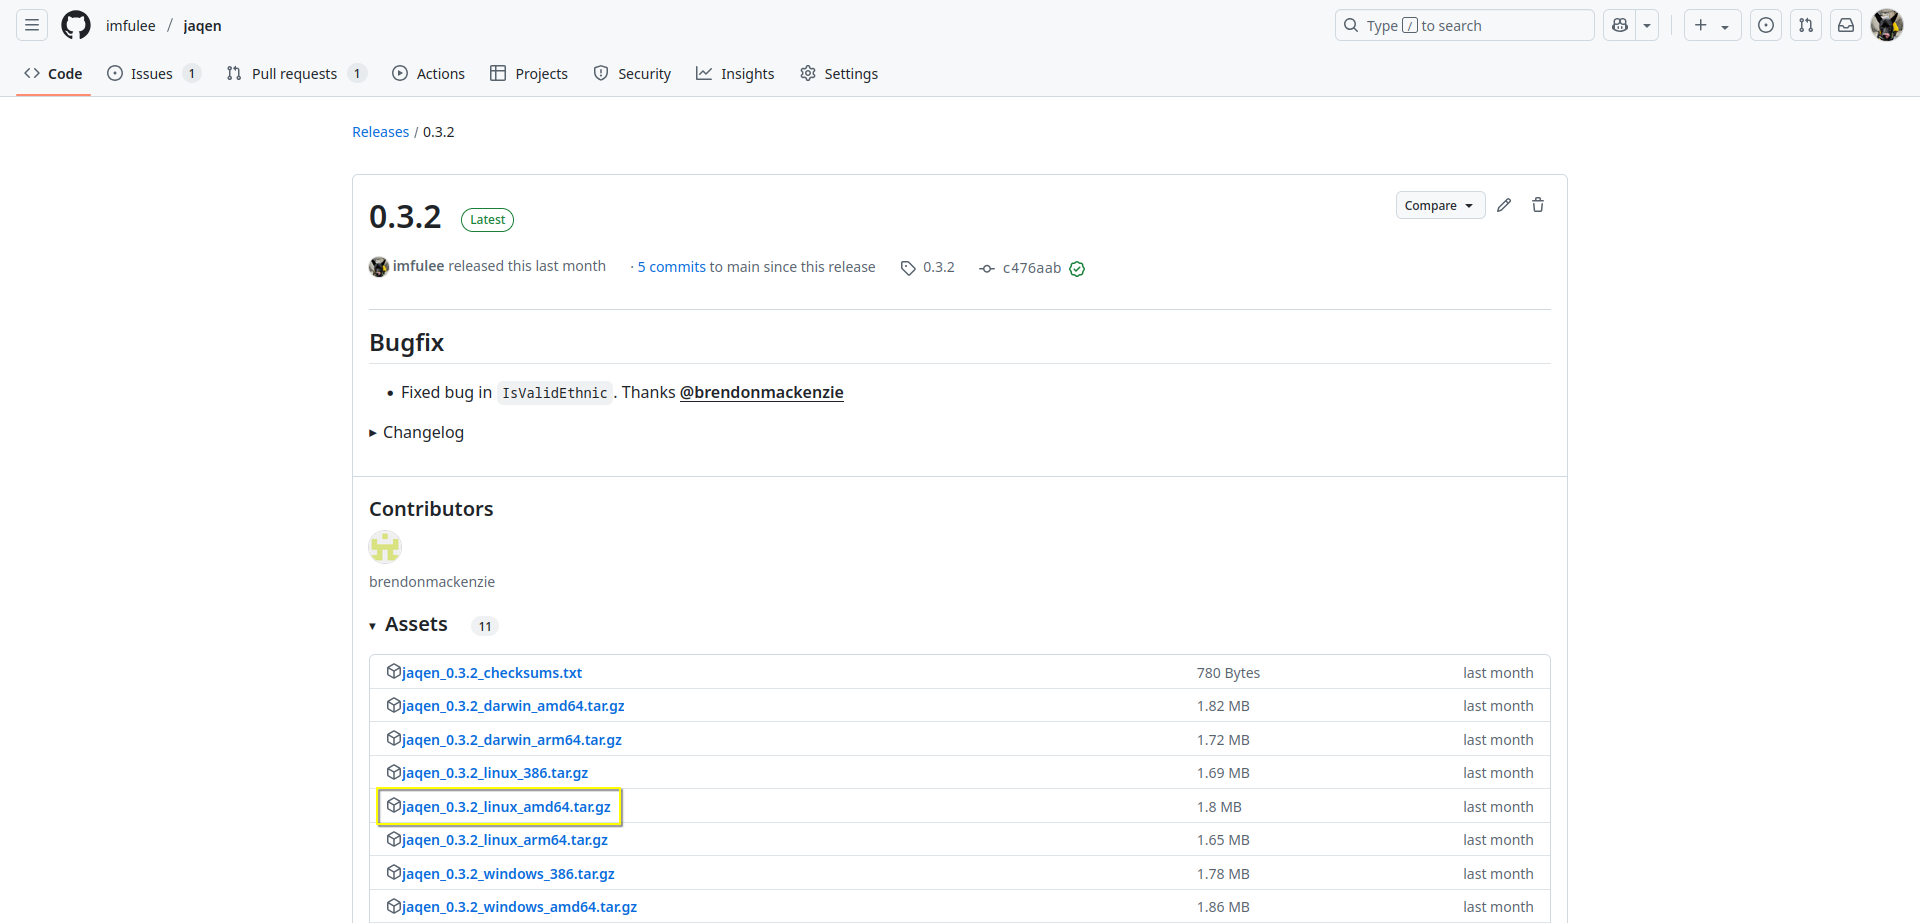 imfulee / jaqen
Type / to search
Code
Issues 1
Pull requests 1
Actions
Projects
Security
Insights
Settings
Releases / 0.3.2
0.3.2 Latest
Compare
imfulee released this last month · 5 commits to main since this release 0.3.2 c476aab
Bugfix
• Fixed bug in IsValidEthnic. Thanks @brendonmackenzie
Changelog
Contributors
brendonmackenzie
Assets 11
jaqen_0.3.2_checksums.txt 780 Bytes last month
jaqen_0.3.2_darwin_amd64.tar.gz 1.82 MB last month
jaqen_0.3.2_darwin_arm64.tar.gz 1.72 MB last month
jaqen_0.3.2_linux_386.tar.gz 1.69 MB last month
jaqen_0.3.2_linux_amd64.tar.gz 1.8 MB last month
jaqen_0.3.2_linux_arm64.tar.gz 1.65 MB last month
jaqen_0.3.2_windows_386.tar.gz 1.78 MB last month
jaqen_0.3.2_windows_amd64.tar.gz 1.86 MB last month